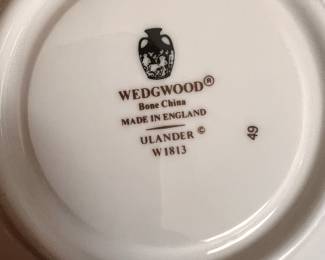 WEDGWOOD®
Bone China
MADE IN ENGLAND
ULANDER ©
W1813
49